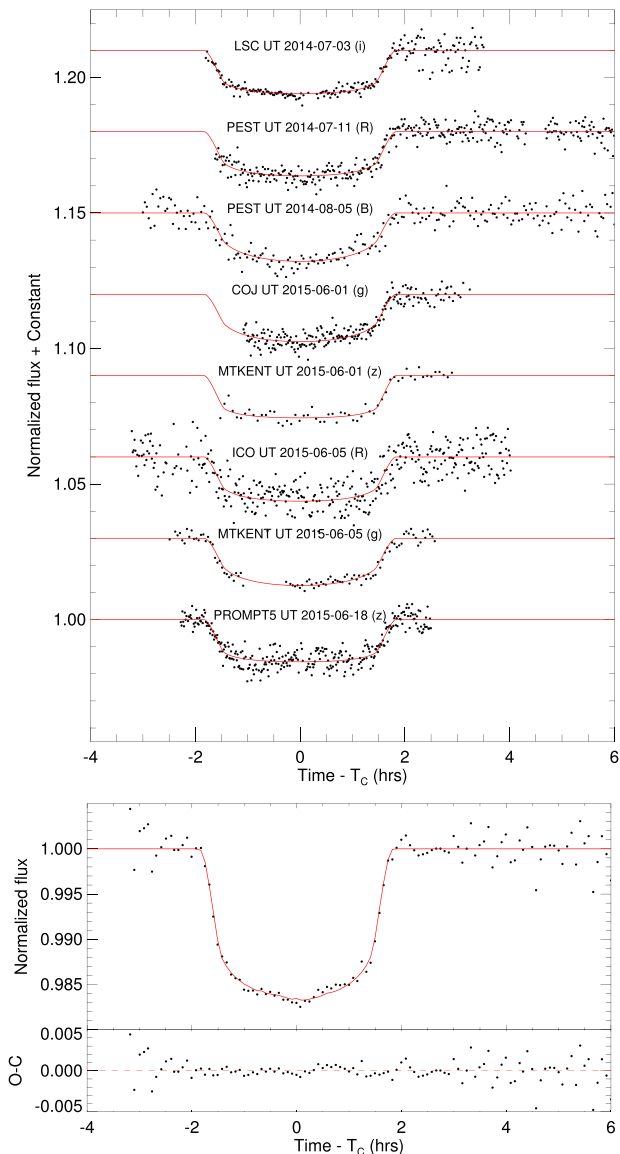 LSC UT 2014-07-03 (i)
1.20
PEST UT 2014-07-11 (R)
PEST UT 2014-08-05 (B)
1.15
COJ UT 2015-06-01 (g)
Normalized flux + Constant
1.10
MTKENT UT 2015-06-01 (z)
ICO UT 2015-06-05 (R)
1.05
MTKENT UT 2015-06-05 (g)
PROMPT5 UT 2015-06-18 (z)
1.00
-4 -2 0 2 4 6
Time - T_C (hrs)
1.000
0.995
Normalized flux
0.990
0.985
0.005
O-C
0.000
-0.005
-4 -2 0 2 4 6
Time - T_C (hrs)